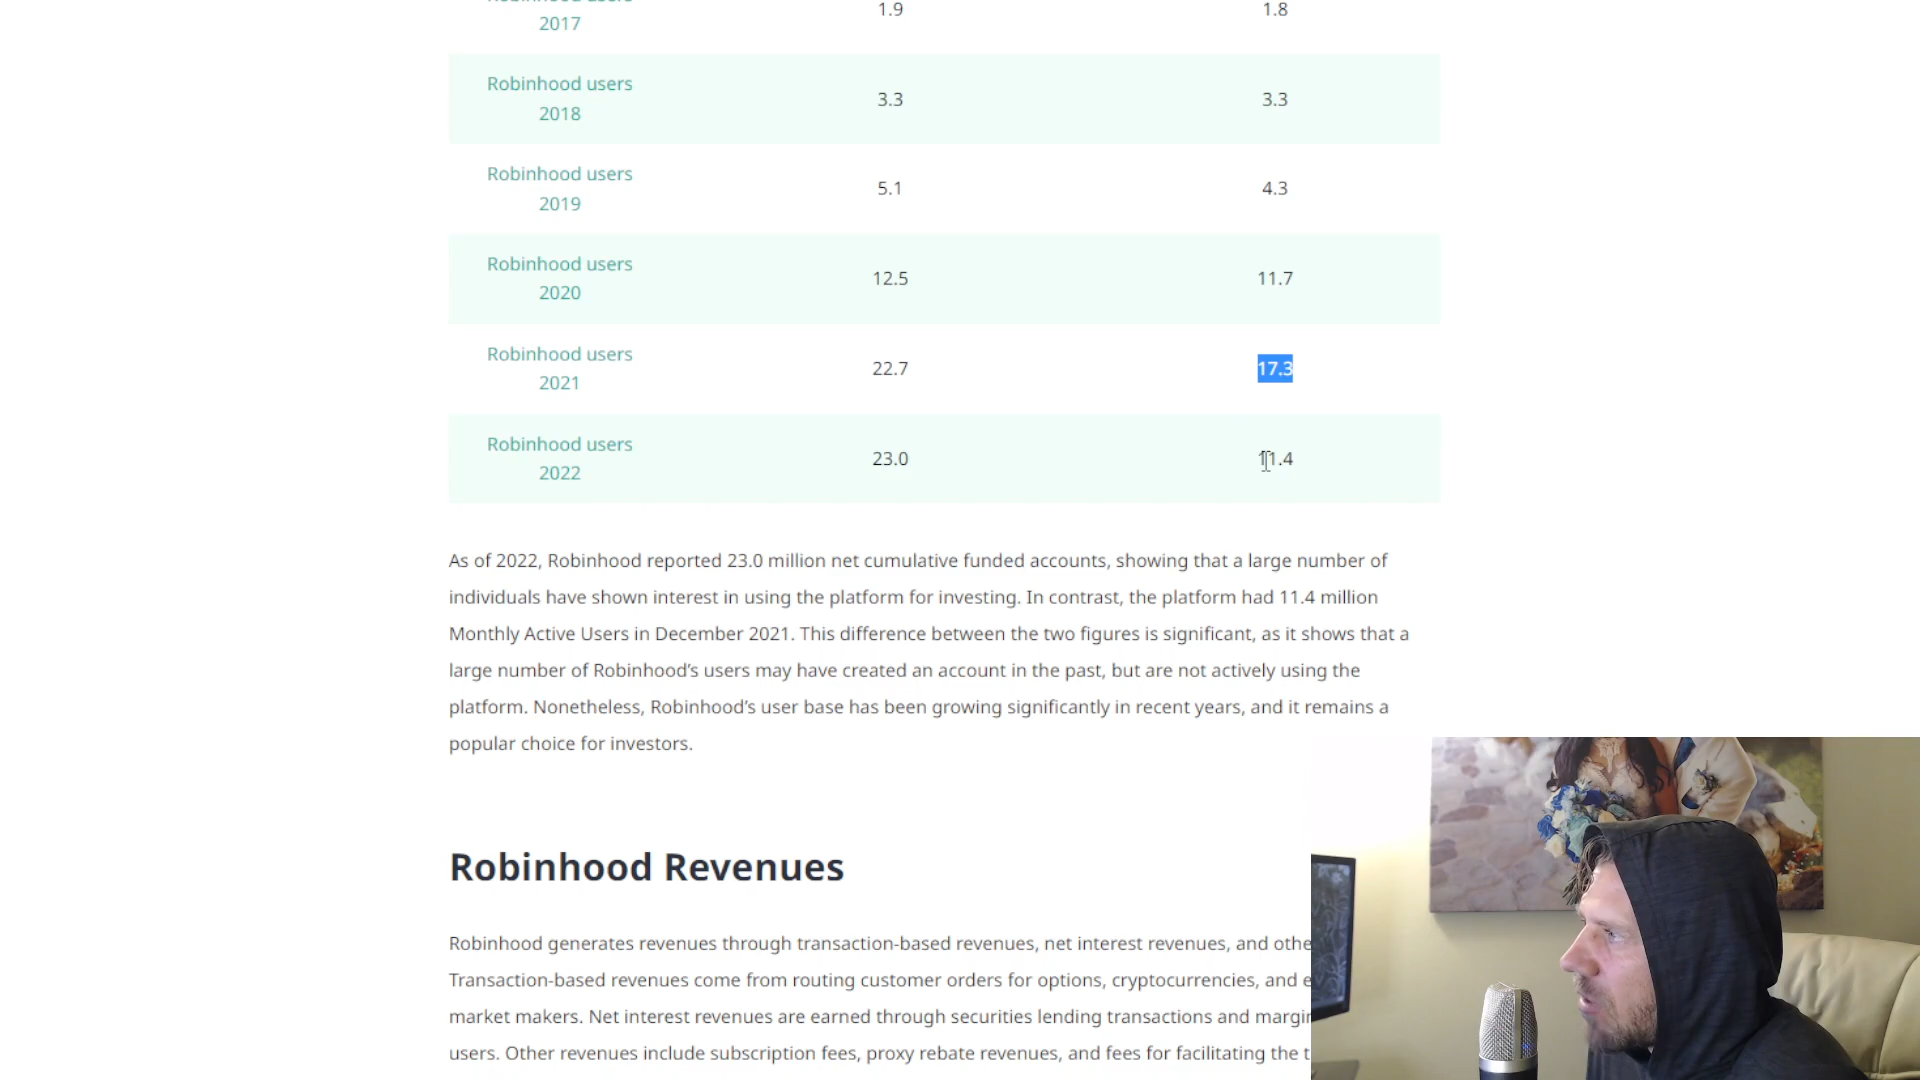 2017
1.9
1.8
Robinhood users
2018
3.3
3.3
Robinhood users
2019
5.1
4.3
Robinhood users
2020
12.5
11.7
Robinhood users
2021
22.7
17.3
Robinhood users
2022
23.0
11.4
As of 2022, Robinhood reported 23.0 million net cumulative funded accounts, showing that a large number of
individuals have shown interest in using the platform for investing. In contrast, the platform had 11.4 million
Monthly Active Users in December 2021. This difference between the two figures is significant, as it shows that a
large number of Robinhood’s users may have created an account in the past, but are not actively using the
platform. Nonetheless, Robinhood’s user base has been growing significantly in recent years, and it remains a
popular choice for investors.
Robinhood Revenues
Robinhood generates revenues through transaction-based revenues, net interest revenues, and
Transaction-based revenues come from routing customer orders for options, cryptocurrencies, and
market makers. Net interest revenues are earned through securities lending transactions and
users. Other revenues include subscription fees, proxy rebate revenues, and fees for facilitating the